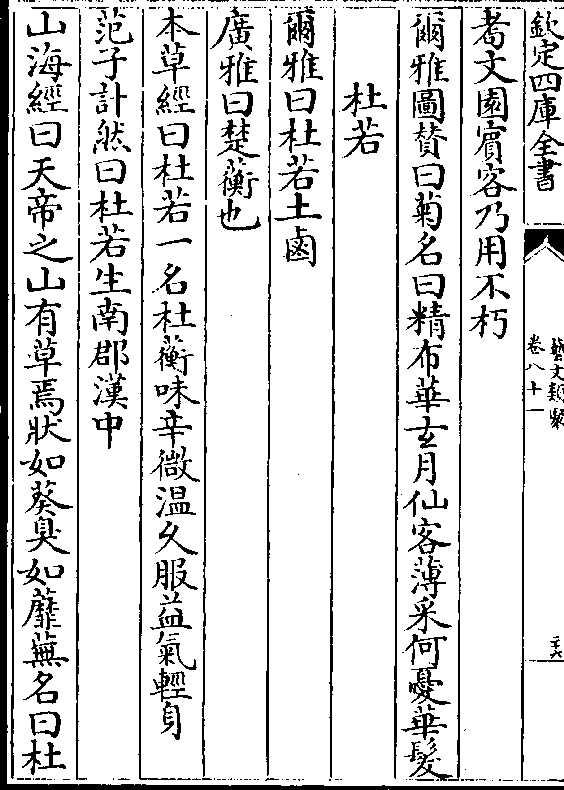 欽定四庫全書
藝文類聚
卷八十一
耈文園賓客乃用不朽
爾雅圖賛曰菊名曰精布華玄月仙客薄采何憂華髮
杜若
爾雅曰杜若土鹵
廣雅曰楚蘅也
本草經曰杜若一名杜蘅味辛微温久服益氣輕身
范子計然曰杜若生南郡漢中
山海經曰天帝之山有草焉狀如葵臭如蘼蕪名曰杜